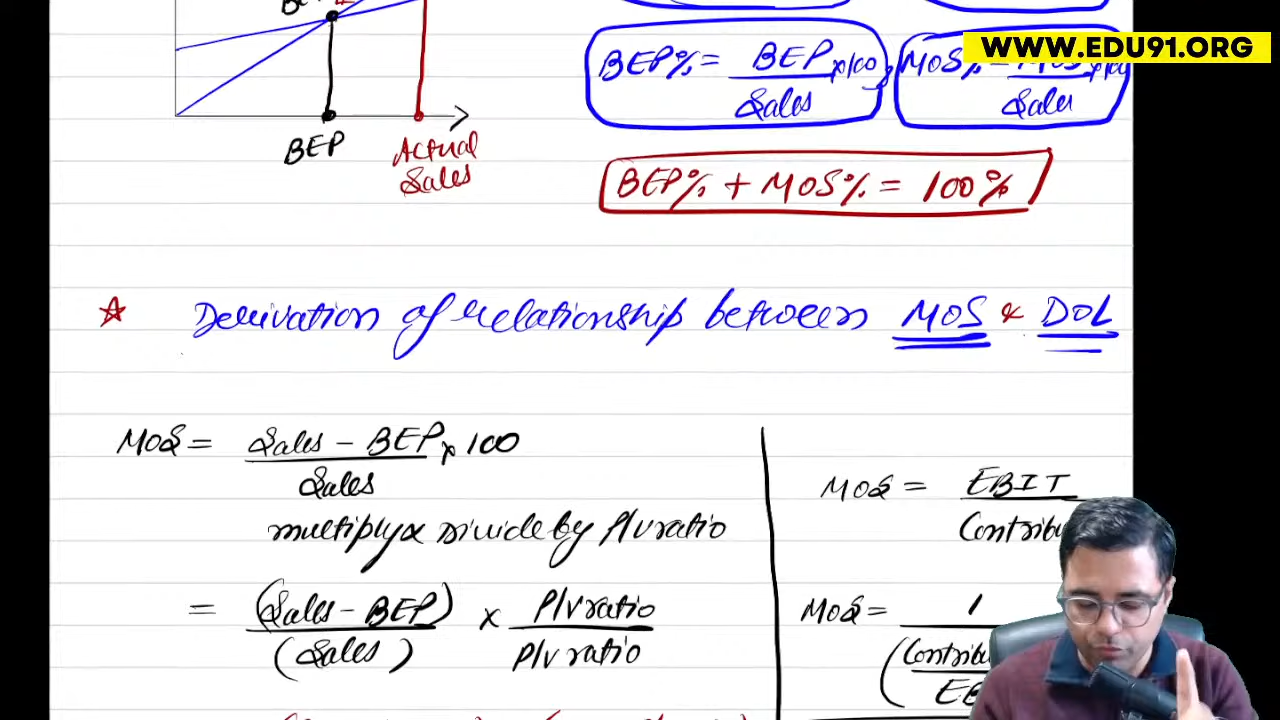 WWW.EDU91.ORG
BEP% = BEP x100 / Sales , MOS% = MOS x100 / Sales
BEP
Actual
Sales
BEP% + MOS% = 100%
Derivation of relationship between MOS & DOL
MOS = Sales - BEP x 100 / Sales
multiply & Divide by P/v ratio
= (Sales - BEP) / (Sales) x P/v ratio / P/v ratio
MOS = EBIT / Contribu
MOS = 1 / (Contribu / EB